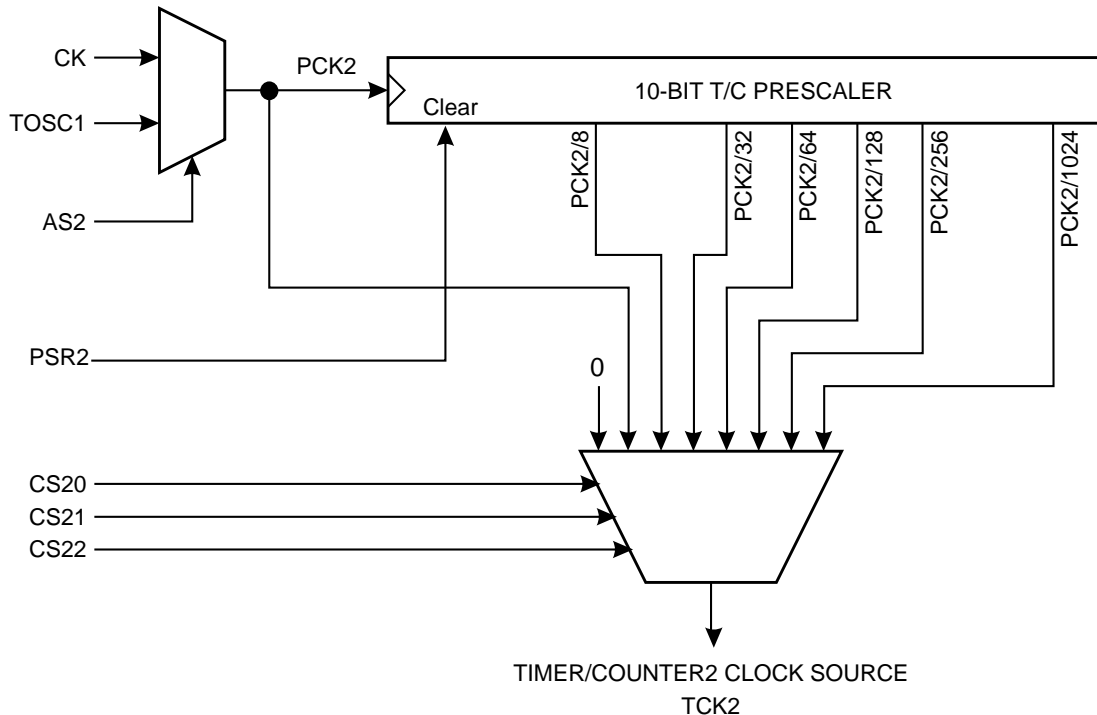 CK
PCK2
10-BIT T/C PRESCALER
Clear
TOSC1
PCK2/8
PCK2/32
PCK2/64
PCK2/128
PCK2/256
PCK2/1024
AS2
PSR2
0
CS20
CS21
CS22
TIMER/COUNTER2 CLOCK SOURCE
TCK2